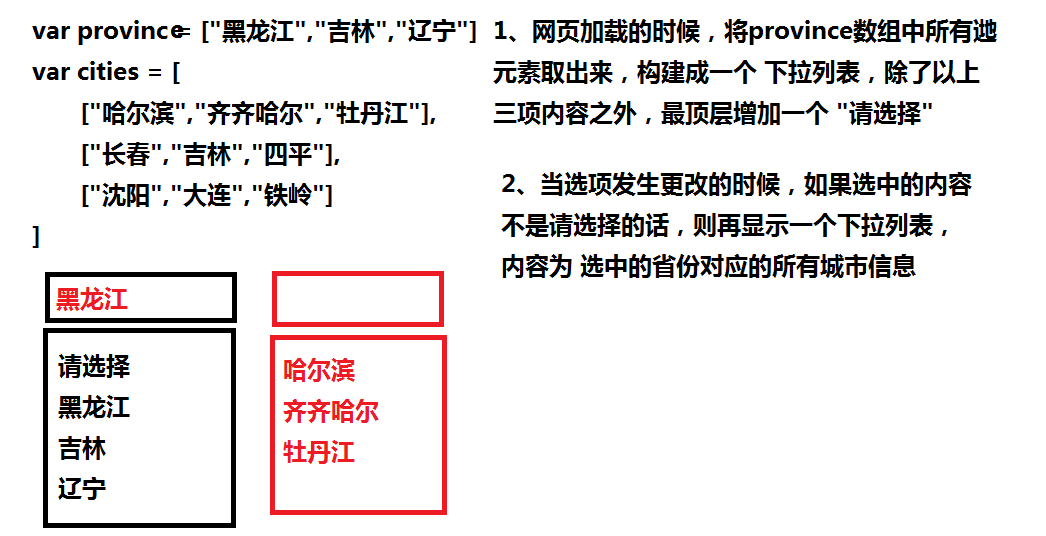 var province= ["黑龙江","吉林","辽宁"]
var cities = [
["哈尔滨","齐齐哈尔","牡丹江"],
["长春","吉林","四平"],
["沈阳","大连","铁岭"]
]
1、网页加载的时候，将province数组中所有的
元素取出来，构建成一个 下拉列表，除了以上
三项内容之外，最顶层增加一个 "请选择"
2、当选项发生更改的时候，如果选中的内容
不是请选择的话，则再显示一个下拉列表，
内容为 选中的省份对应的所有城市信息
黑龙江
请选择
黑龙江
吉林
辽宁
哈尔滨
齐齐哈尔
牡丹江